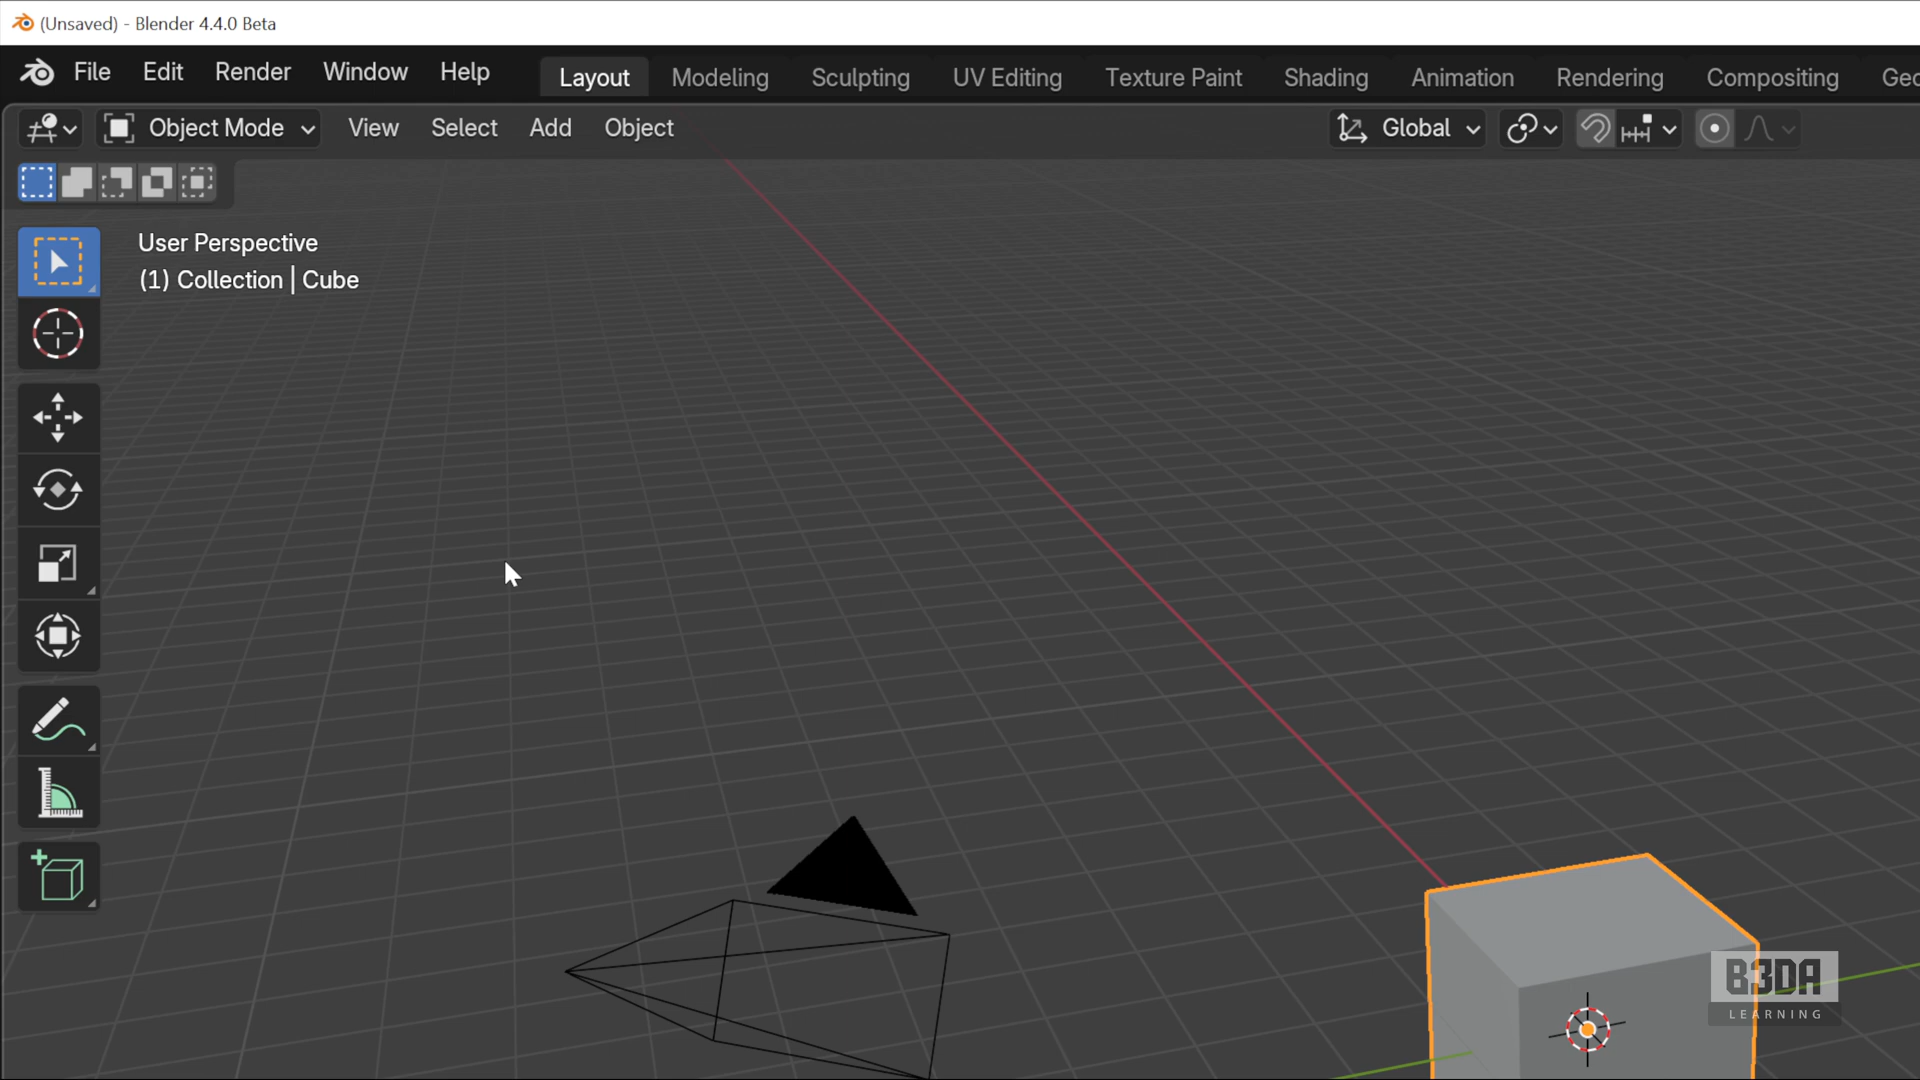 (Unsaved) - Blender 4.4.0 Beta
File Edit Render Window Help Layout Modeling Sculpting UV Editing Texture Paint Shading Animation Rendering Compositing
Object Mode View Select Add Object Global
User Perspective
(1) Collection | Cube
B3DA
LEARNING